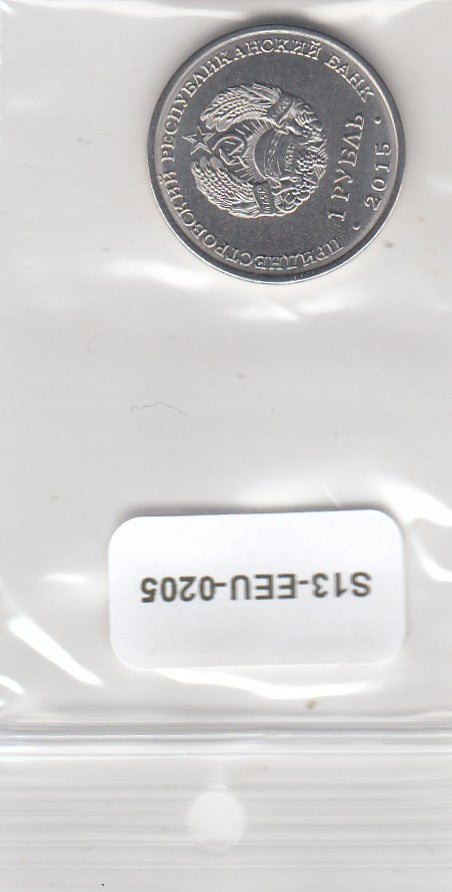 ПРИДНЕСТРОВСКИЙ РЕСПУБЛИКАНСКИЙ БАНК
1 РУБЛЬ
• 2015 •
S13-EEU-0205